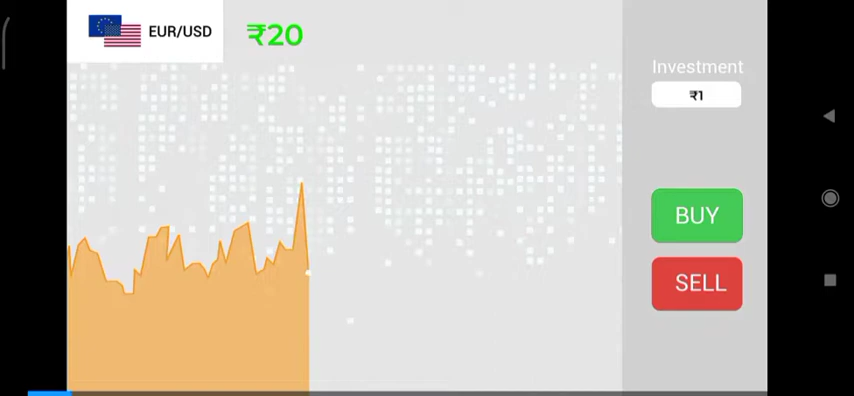 EUR/USD
₹20
Investment
₹1
BUY
SELL